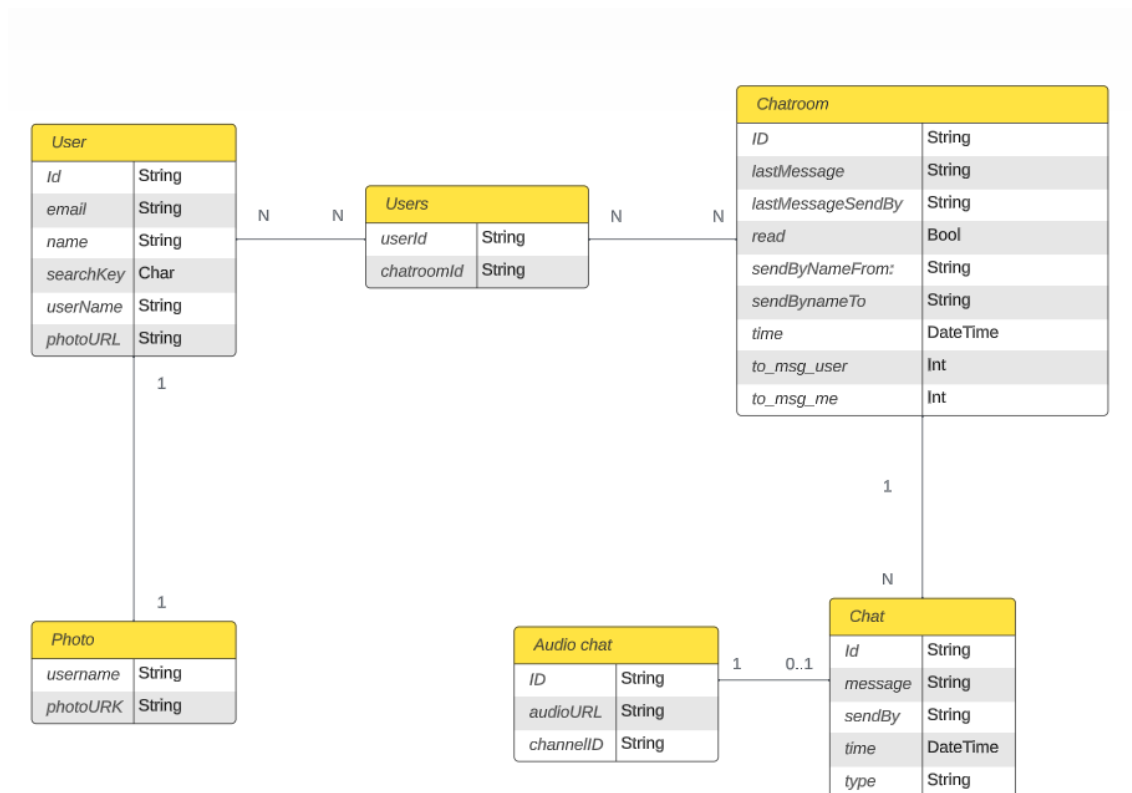 User
Id String
email String
name String
searchKey Char
userName String
photoURL String
N N
Users
userId String
chatroomId String
N N
Chatroom
ID String
lastMessage String
lastMessageSendBy String
read Bool
sendByNameFrom: String
sendBynameTo String
time DateTime
to_msg_user Int
to_msg_me Int
1
1
Photo
username String
photoURK String
1
N
Audio chat
ID String
audioURL String
channelID String
1 0..1
Chat
Id String
message String
sendBy String
time DateTime
type String